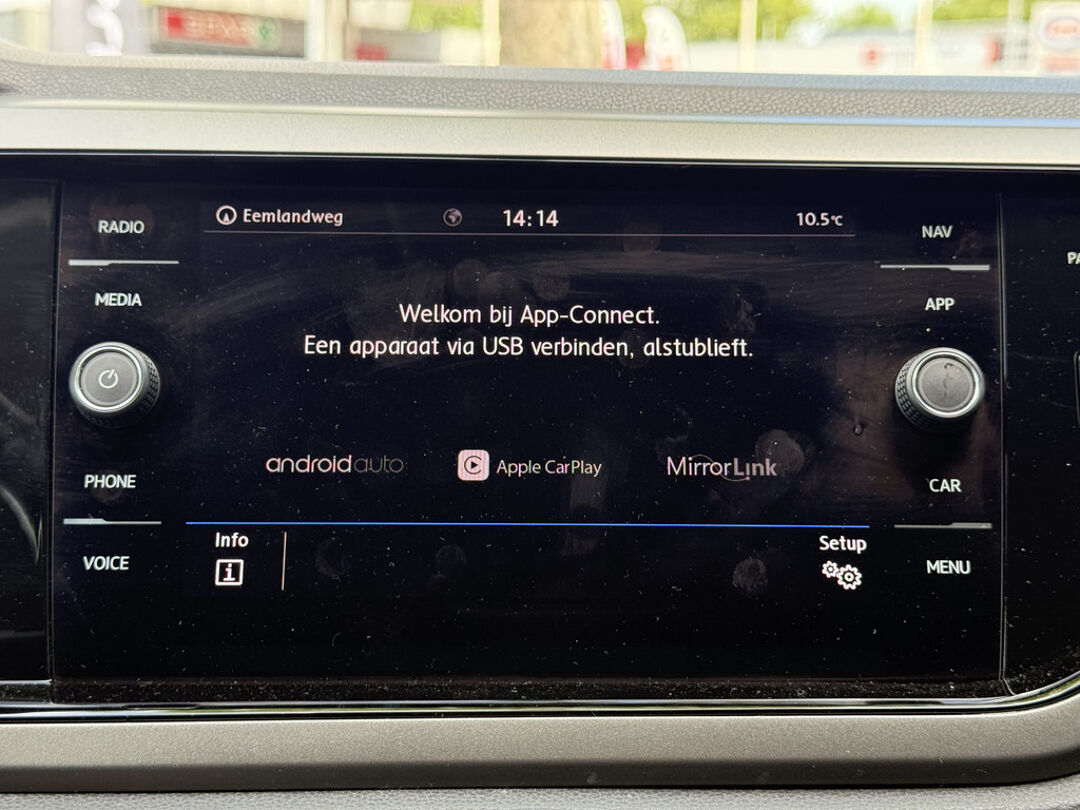 RADIO
MEDIA
PHONE
VOICE
Eemlandweg
14:14
10.5°C
Welkom bij App-Connect.
Een apparaat via USB verbinden, alstublieft.
androidauto
Apple CarPlay
MirrorLink
Info
i
Setup
NAV
APP
CAR
MENU
PA